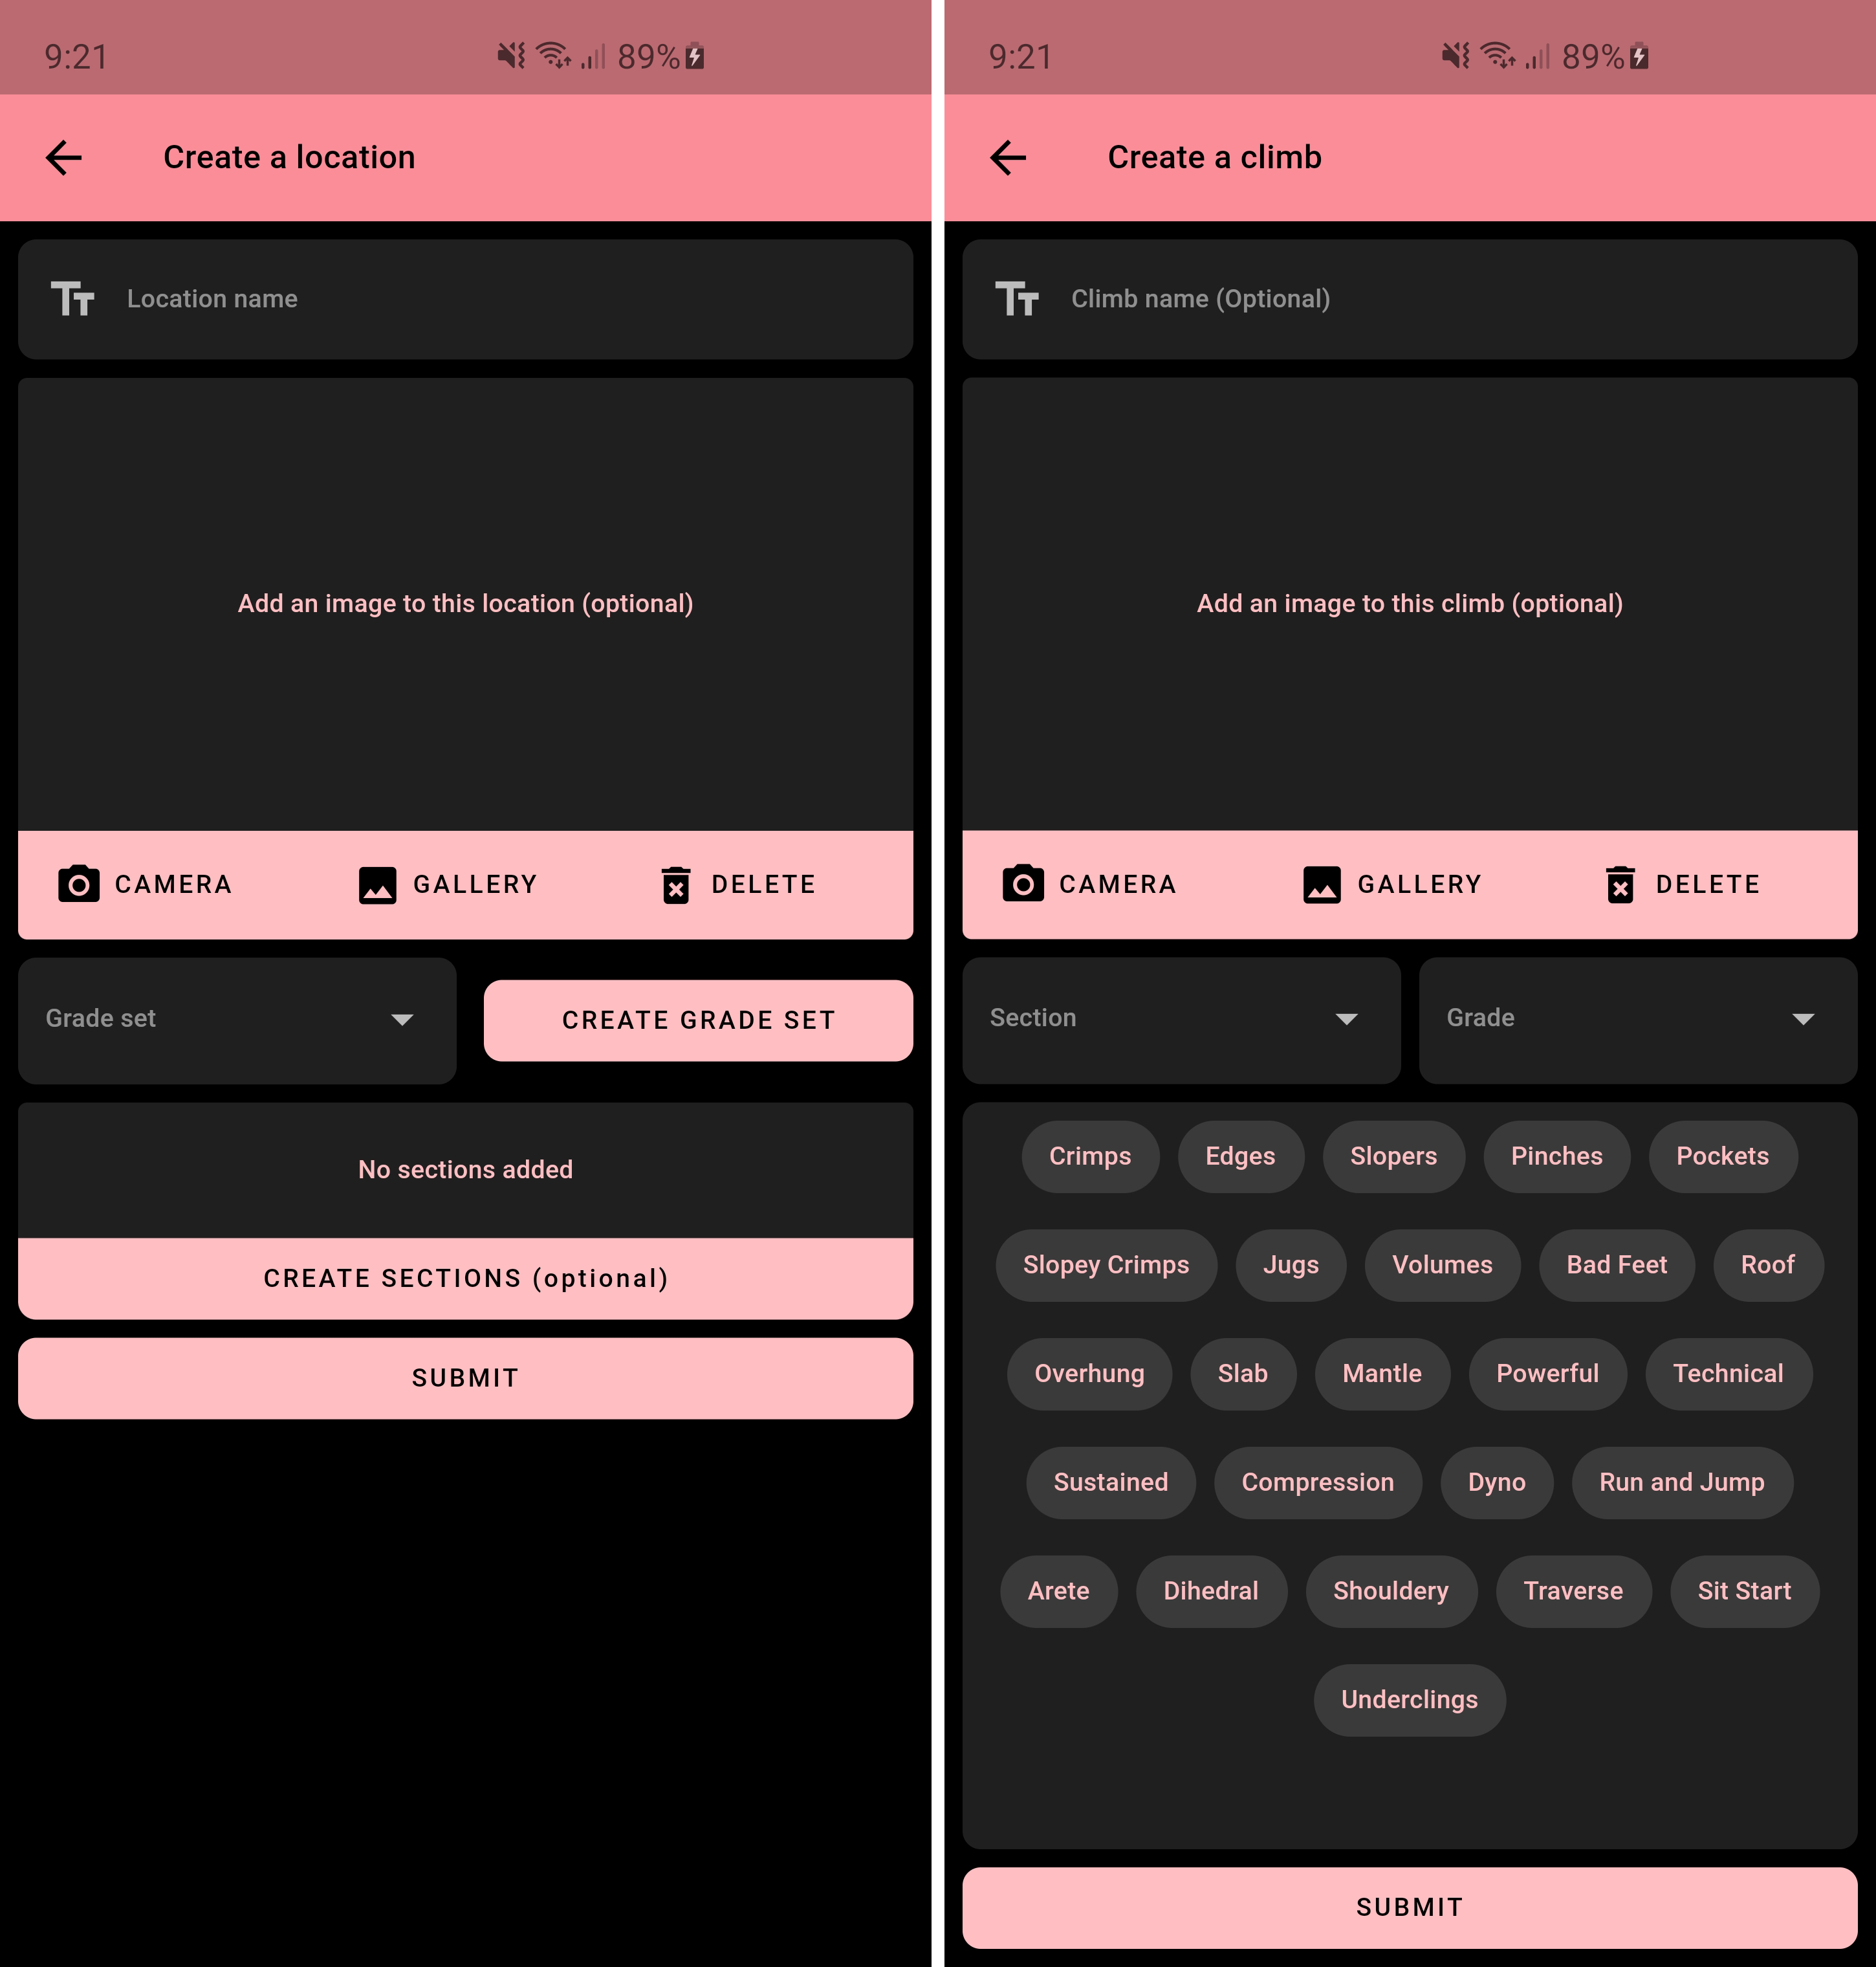 9:21 89%
Create a location
Location name
Add an image to this location (optional)
CAMERA GALLERY DELETE
Grade set CREATE GRADE SET
No sections added
CREATE SECTIONS (optional)
SUBMIT
9:21 89%
Create a climb
Climb name (Optional)
Add an image to this climb (optional)
CAMERA GALLERY DELETE
Section Grade
Crimps Edges Slopers Pinches Pockets
Slopey Crimps Jugs Volumes Bad Feet Roof
Overhung Slab Mantle Powerful Technical
Sustained Compression Dyno Run and Jump
Arete Dihedral Shouldery Traverse Sit Start
Underclings
SUBMIT